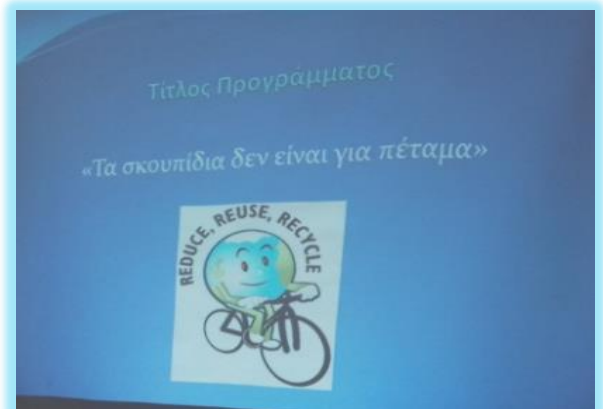 Τίτλος Προγράμματος
«Τα σκουπίδια δεν είναι για πέταμα»
REDUCE, REUSE, RECYCLE